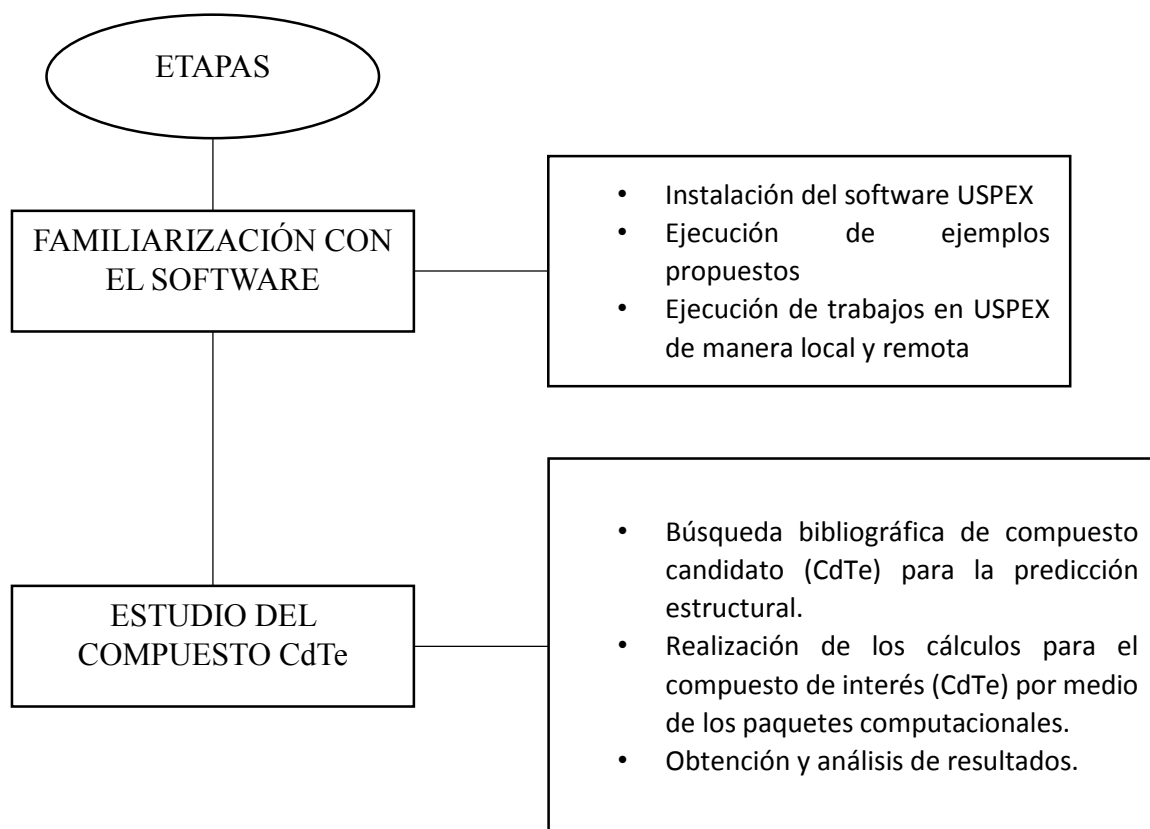 ETAPAS
FAMILIARIZACIÓN CON
EL SOFTWARE
• Instalación del software USPEX
• Ejecución de ejemplos
propuestos
• Ejecución de trabajos en USPEX
de manera local y remota
ESTUDIO DEL
COMPUESTO CdTe
• Búsqueda bibliográfica de compuesto
candidato (CdTe) para la predicción
estructural.
• Realización de los cálculos para el
compuesto de interés (CdTe) por medio
de los paquetes computacionales.
• Obtención y análisis de resultados.